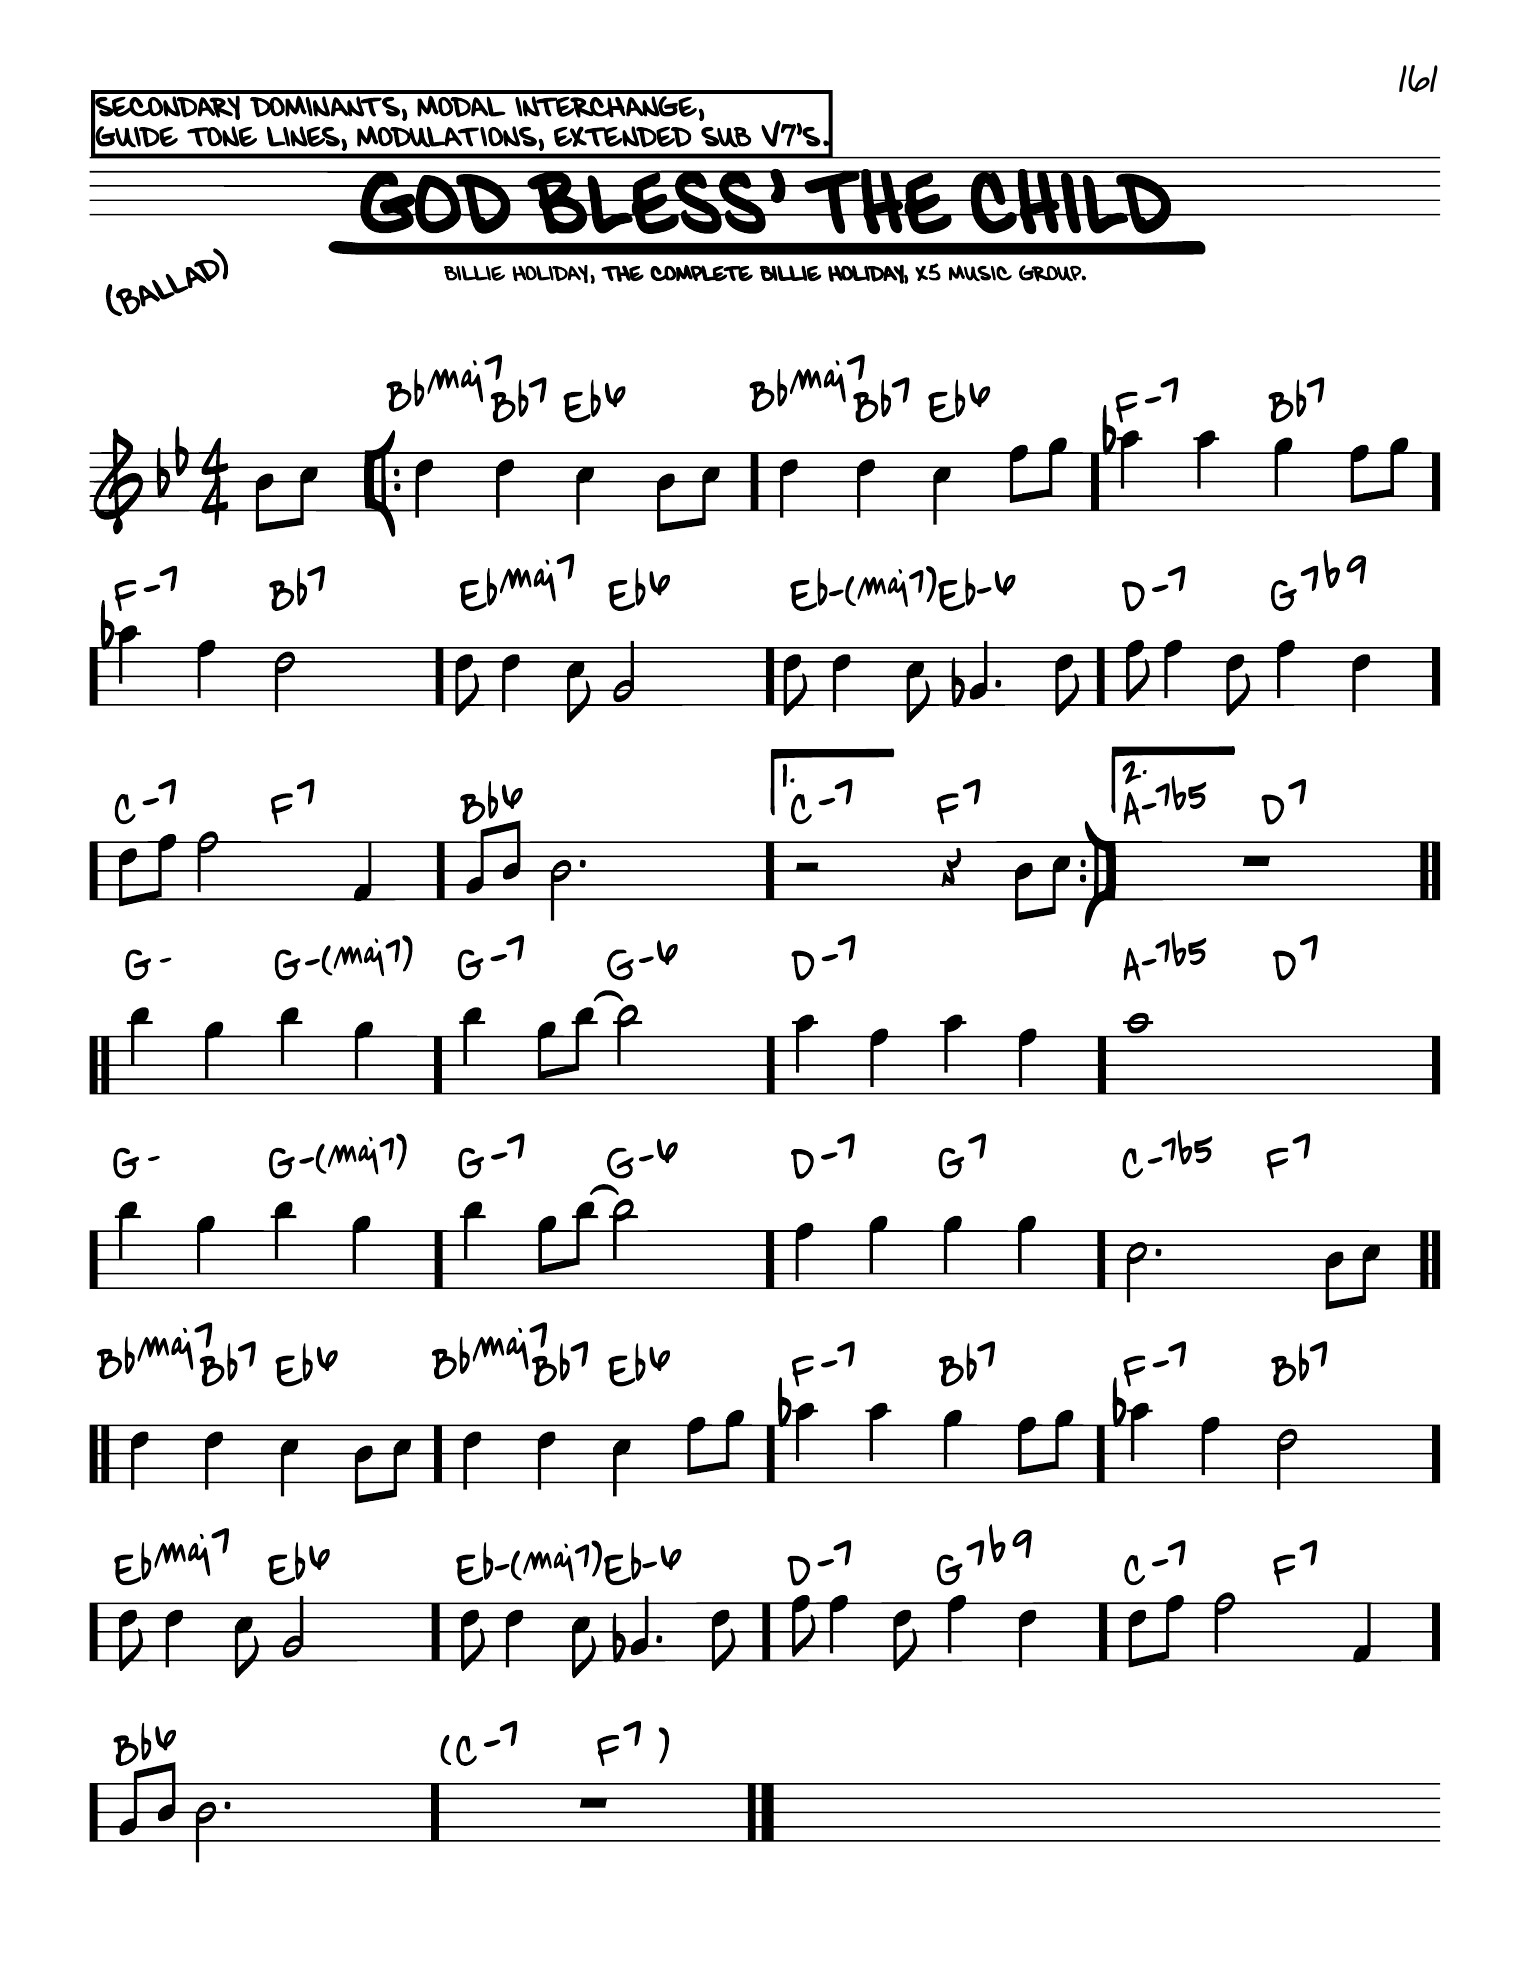 161
SECONDARY DOMINANTS, MODAL INTERCHANGE,
GUIDE TONE LINES, MODULATIONS, EXTENDED SUB V7'S.
GOD BLESS' THE CHILD
(BALLAD)
BILLIE HOLIDAY, THE COMPLETE BILLIE HOLIDAY, X5 MUSIC GROUP.
Bbmaj7 Bb7 Eb6 Bbmaj7 Bb7 Eb6 F-7 Bb7
4
4
F-7 Bb7 Ebmaj7 Eb6 Eb-(maj7) Eb-6 D-7 G7b9
1. 2.
C-7 F7 Bb6 C-7 F7 A-7b5 D7
G- G-(maj7) G-7 G-6 D-7 A-7b5 D7
G- G-(maj7) G-7 G-6 D-7 G7 C-7b5 F7
Bbmaj7 Bb7 Eb6 Bbmaj7 Bb7 Eb6 F-7 Bb7 F-7 Bb7
Ebmaj7 Eb6 Eb-(maj7) Eb-6 D-7 G7b9 C-7 F7
Bb6 (C-7 F7)